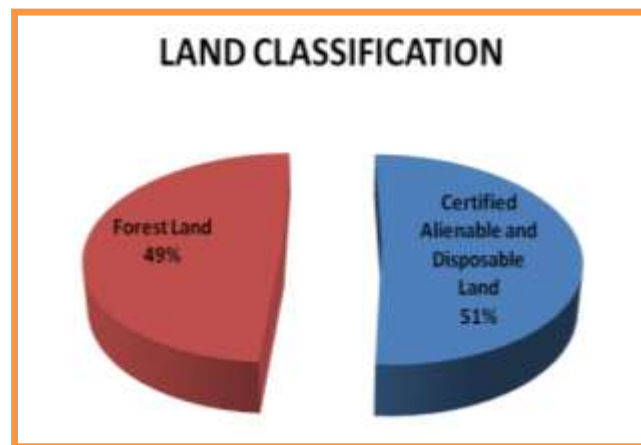 LAND CLASSIFICATION
Forest Land
49%
Certified
Alienable and
Disposable
Land
51%